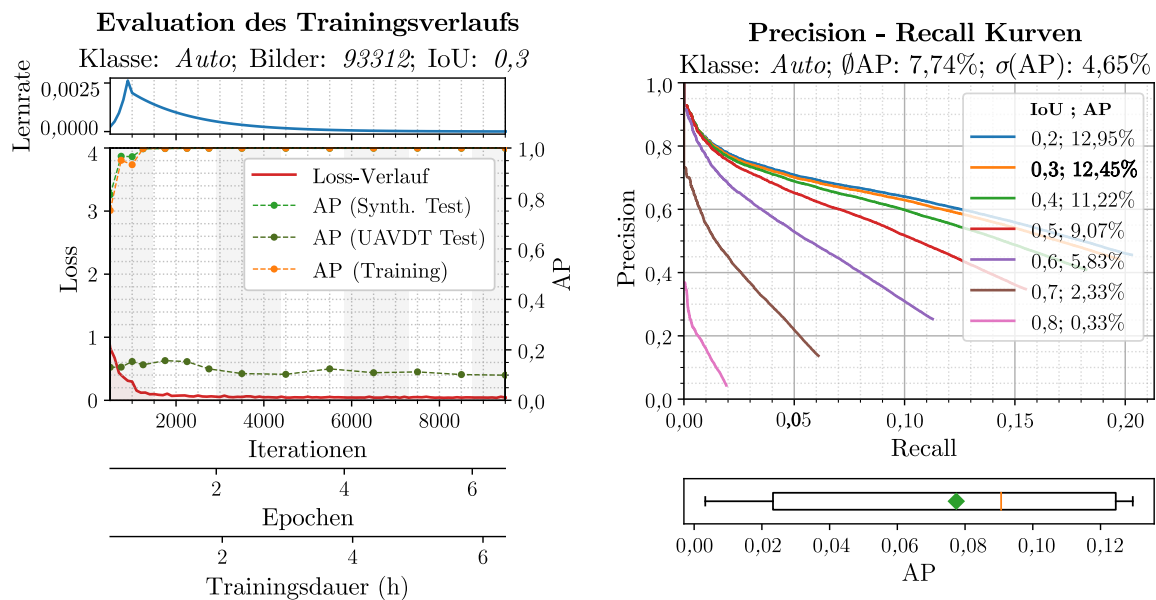 Evaluation des Trainingsverlaufs
Klasse: Auto; Bilder: 93312; IoU: 0,3
Lernrate
0,0025
0,0000
Loss
4
3
2
1
0
Loss-Verlauf
AP (Synth. Test)
AP (UAVDT Test)
AP (Training)
1,0
0,8
0,6
0,4
0,2
0,0
AP
2000 4000 6000 8000
Iterationen
2 4 6
Epochen
2 4 6
Trainingsdauer (h)
Precision - Recall Kurven
Klasse: Auto; ∅AP: 7,74%; σ(AP): 4,65%
Precision
1,0
0,8
0,6
0,4
0,2
0,0
IoU ; AP
0,2; 12,95%
0,3; 12,45%
0,4; 11,22%
0,5; 9,07%
0,6; 5,83%
0,7; 2,33%
0,8; 0,33%
0,00 0,05 0,10 0,15 0,20
Recall
0,00 0,02 0,04 0,06 0,08 0,10 0,12
AP